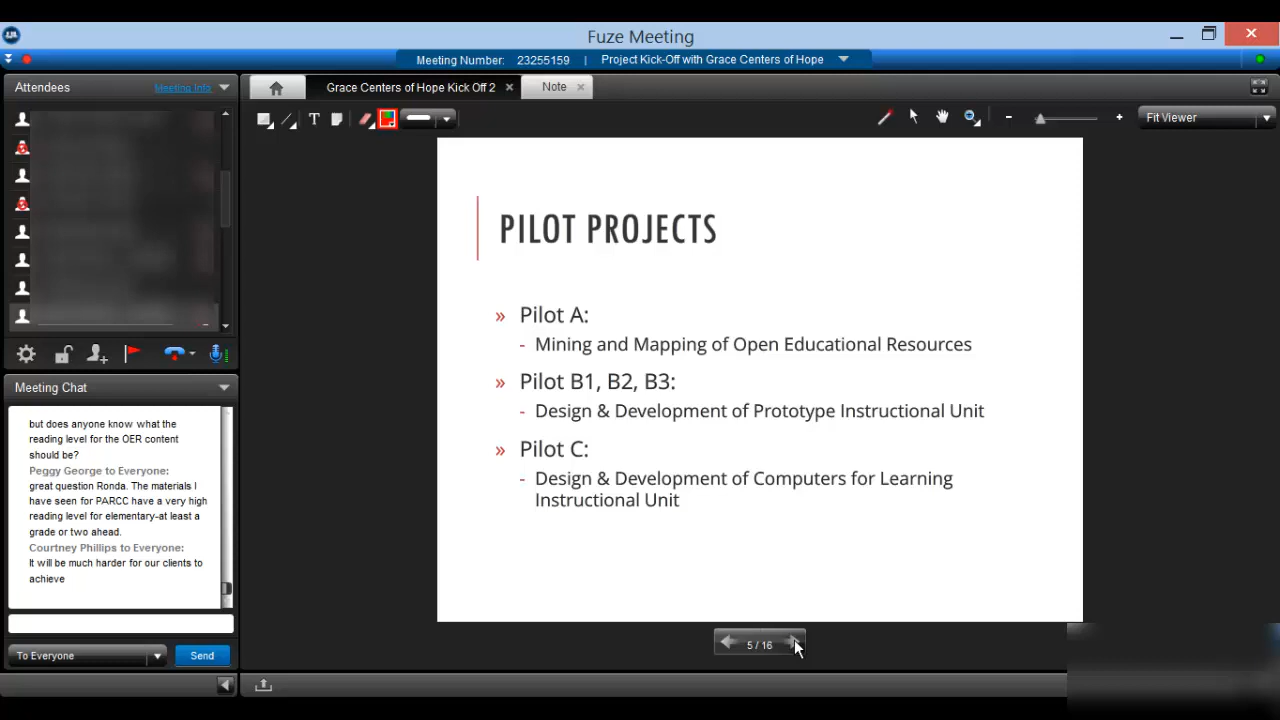 Fuze Meeting
Meeting Number: 23255159 | Project Kick-Off with Grace Centers of Hope
Attendees
Meeting Info
Grace Centers of Hope Kick Off 2
Note
T
Fit Viewer
PILOT PROJECTS
» Pilot A:
- Mining and Mapping of Open Educational Resources
» Pilot B1, B2, B3:
- Design & Development of Prototype Instructional Unit
» Pilot C:
- Design & Development of Computers for Learning
Instructional Unit
Meeting Chat
but does anyone know what the
reading level for the OER content
should be?
Peggy George to Everyone:
great question Ronda. The materials I
have seen for PARCC have a very high
reading level for elementary-at least a
grade or two ahead.
Courtney Phillips to Everyone:
It will be much harder for our clients to
achieve
To Everyone
Send
5 / 16